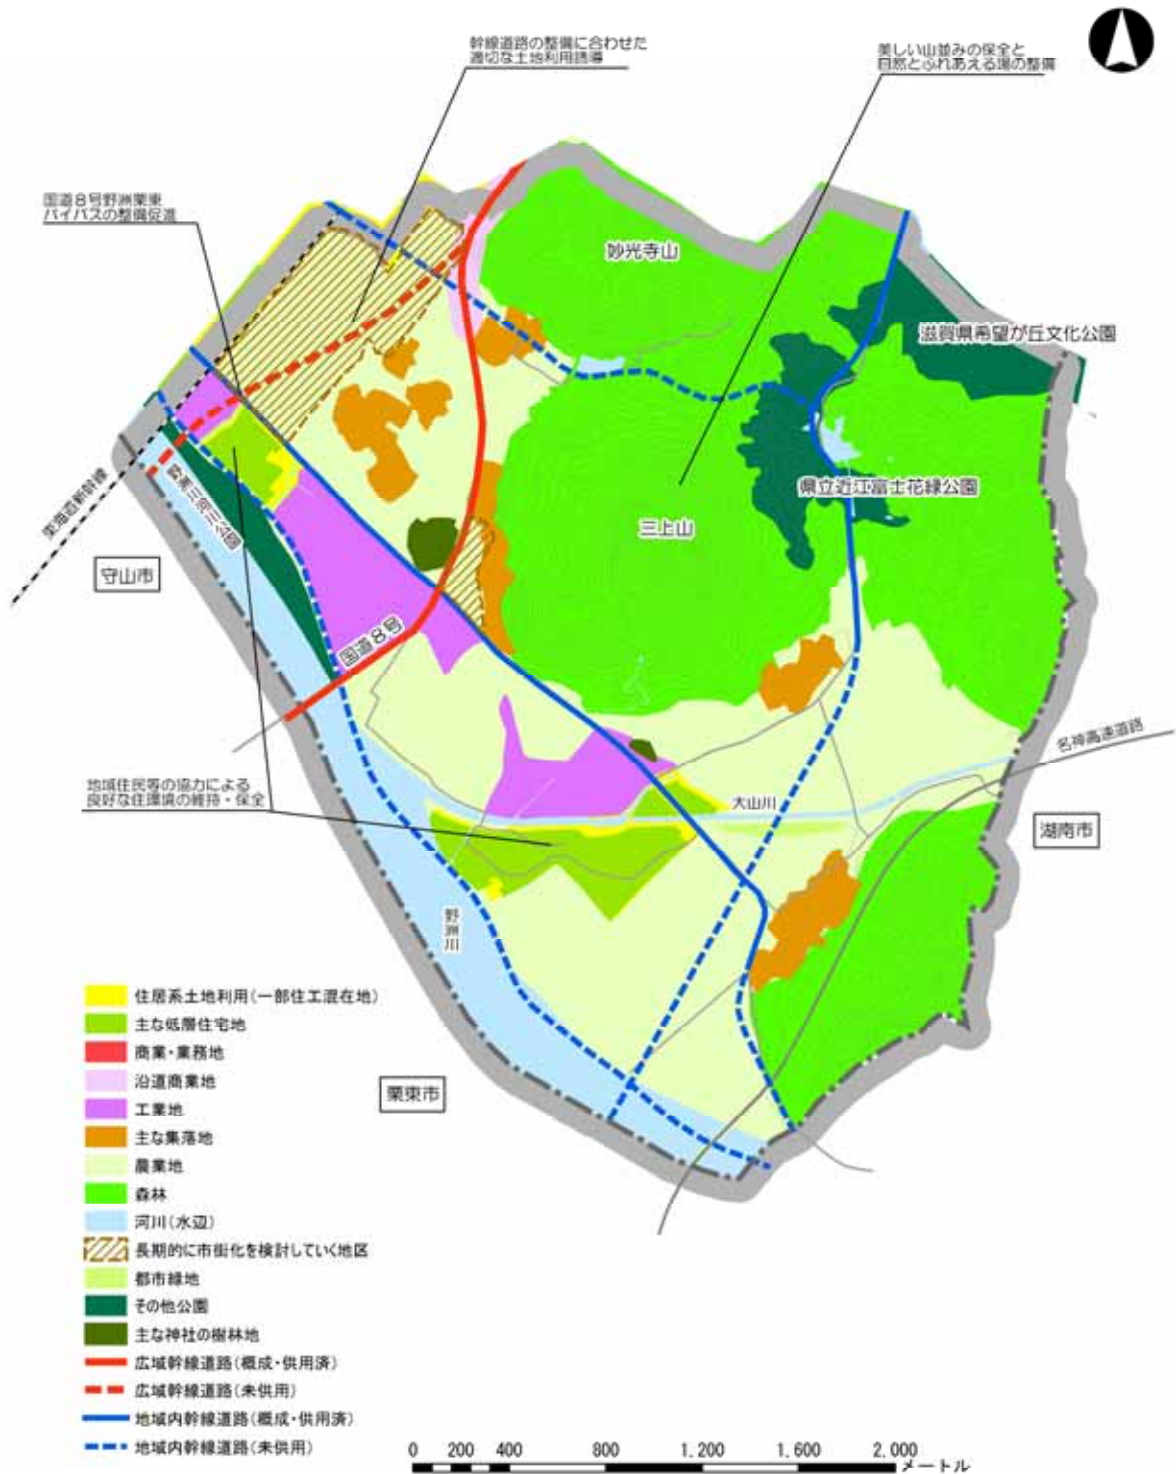 幹線道路の整備に合わせた
適切な土地利用誘導
美しい山並みの保全と
自然とふれあえる場の整備
国道8号野洲栗東
バイパスの整備促進
妙光寺山
滋賀県希望が丘文化公園
東海道新幹線
野洲川河川公園
県立近江富士花緑公園
三上山
守山市
国道8号
名神高速道路
地域住民等の協力による
良好な住環境の維持・保全
大山川
湖南市
野洲川
栗東市
住居系土地利用(一部住工混在地)
主な低層住宅地
商業・業務地
沿道商業地
工業地
主な集落地
農業地
森林
河川(水辺)
長期的に市街化を検討していく地区
都市緑地
その他公園
主な神社の樹林地
広域幹線道路(概成・供用済)
広域幹線道路(未供用)
地域内幹線道路(概成・供用済)
地域内幹線道路(未供用)
0 200 400 800 1,200 1,600 2,000
メートル